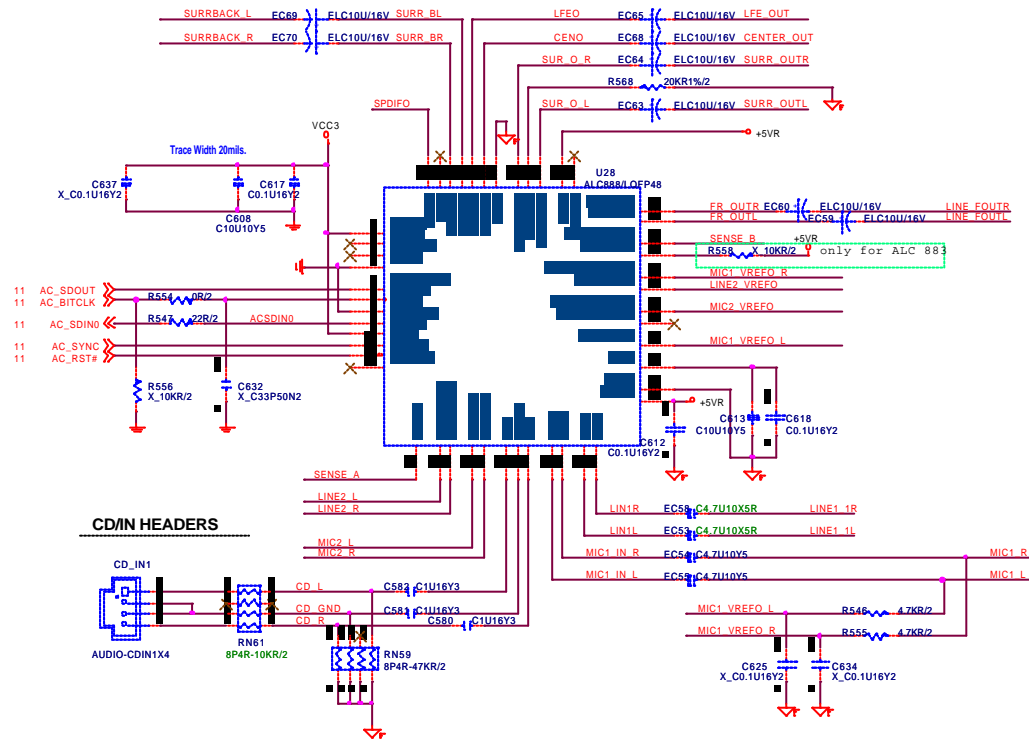 SURRBACK_L EC69 ELC10U/16V SURR_BL
SURRBACK_R EC70 ELC10U/16V SURR_BR
LFEO EC65 ELC10U/16V LFE_OUT
CENO EC68 ELC10U/16V CENTER_OUT
SUR_O_R EC64 ELC10U/16V SURR_OUTR
R568 20KR1%/2
SUR_O_L EC63 ELC10U/16V SURR_OUTL
SPDIFO
VCC3
+5VR
Trace Width 20mils.
C637
X_C0.1U16Y2
C617
C0.1U16Y2
C608
C10U10Y5
U28
ALC888/LQFP48
FR_OUTR EC60 ELC10U/16V LINE_FOUTR
FR_OUTL EC59 ELC10U/16V LINE_FOUTL
SENSE_B
+5VR
R558 X_10KR/2
only for ALC 883
MIC1_VREFO_R
LINE2_VREFO
MIC2_VREFO
MIC1_VREFO_L
11 AC_SDOUT
11 AC_BITCLK R554 0R/2
11 AC_SDIN0 R547 22R/2 ACSDIN0
11 AC_SYNC
11 AC_RST#
R556
X_10KR/2
C632
X_C33P50N2
+5VR
C612
C0.1U16Y2
C613
C10U10Y5
C618
C0.1U16Y2
SENSE_A
LINE2_L
LINE2_R
MIC2_L
MIC2_R
LIN1R EC58 C4.7U10X5R LINE1_1R
LIN1L EC53 C4.7U10X5R LINE1_1L
MIC1_IN_R EC54 C4.7U10Y5 MIC1_R
MIC1_IN_L EC55 C4.7U10Y5 MIC1_L
MIC1_VREFO_L R546 4.7KR/2
MIC1_VREFO_R R555 4.7KR/2
C625
X_C0.1U16Y2
C634
X_C0.1U16Y2
CD/IN HEADERS
CD_IN1
AUDIO-CDIN1X4
RN61
8P4R-10KR/2
CD_L C582 C1U16Y3
CD_GND C581 C1U16Y3
CD_R C580 C1U16Y3
RN59
8P4R-47KR/2